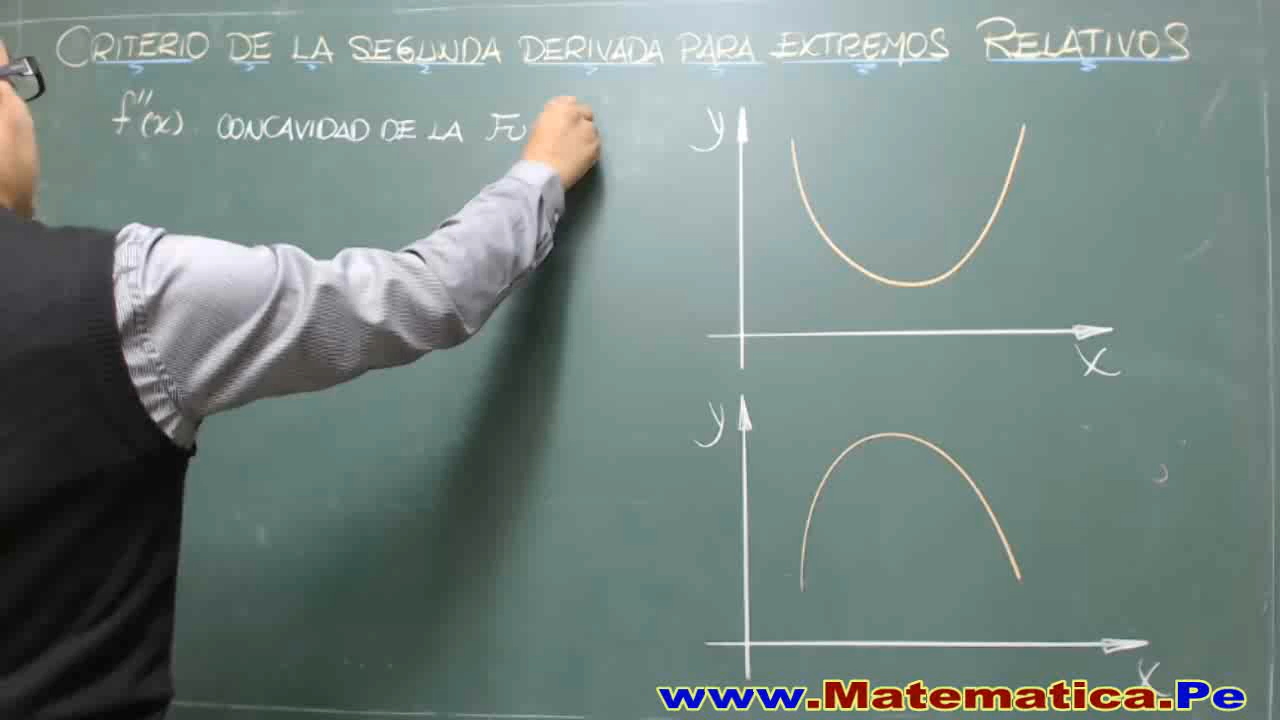 CRITERIO DE LA SEGUNDA DERIVADA PARA EXTREMOS RELATIVOS
f''(x) CONCAVIDAD DE LA FU
y
x
y
x
www.Matematica.Pe